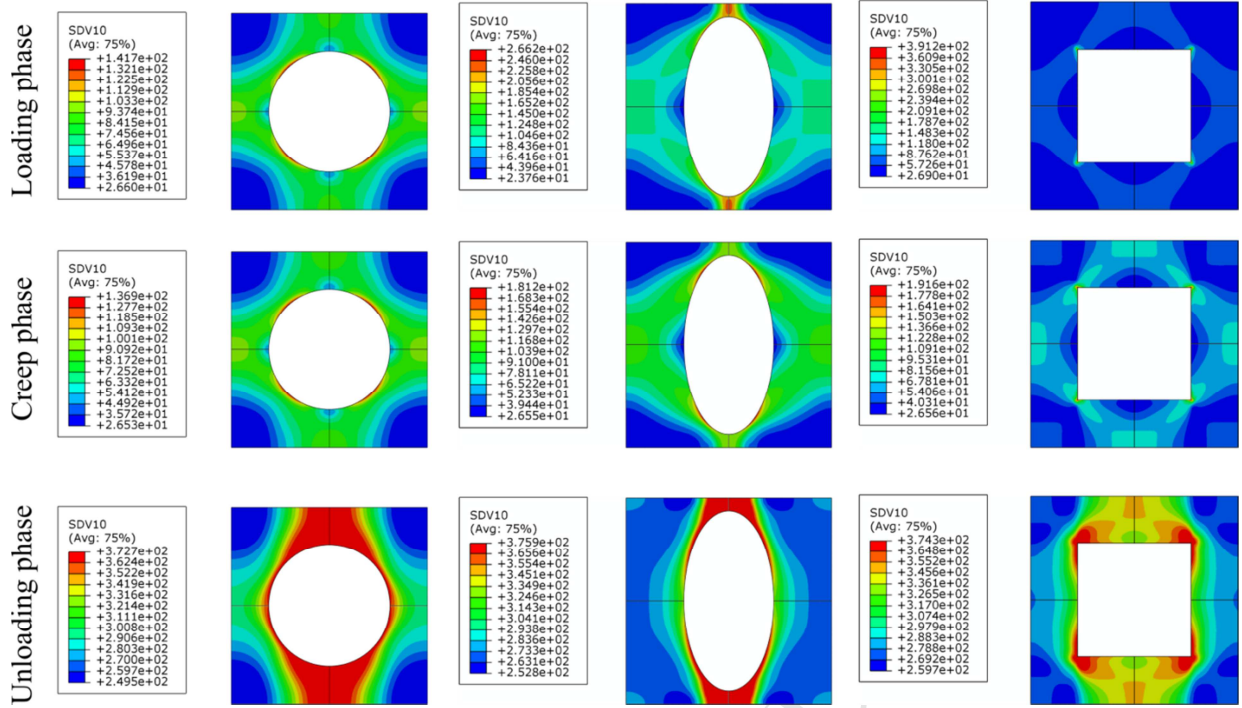 Loading phase
SDV10
(Avg: 75%)
+1.417e+02
+1.321e+02
+1.225e+02
+1.129e+02
+1.033e+02
+9.374e+01
+8.415e+01
+7.456e+01
+6.496e+01
+5.537e+01
+4.578e+01
+3.619e+01
+2.660e+01
SDV10
(Avg: 75%)
+2.662e+02
+2.460e+02
+2.258e+02
+2.056e+02
+1.854e+02
+1.652e+02
+1.450e+02
+1.248e+02
+1.046e+02
+8.436e+01
+6.416e+01
+4.396e+01
+2.376e+01
SDV10
(Avg: 75%)
+3.912e+02
+3.609e+02
+3.305e+02
+3.001e+02
+2.698e+02
+2.394e+02
+2.091e+02
+1.787e+02
+1.483e+02
+1.180e+02
+8.762e+01
+5.726e+01
+2.690e+01
Creep phase
SDV10
(Avg: 75%)
+1.369e+02
+1.277e+02
+1.185e+02
+1.093e+02
+1.001e+02
+9.092e+01
+8.172e+01
+7.252e+01
+6.332e+01
+5.412e+01
+4.492e+01
+3.572e+01
+2.653e+01
SDV10
(Avg: 75%)
+1.812e+02
+1.683e+02
+1.554e+02
+1.426e+02
+1.297e+02
+1.168e+02
+1.039e+02
+9.100e+01
+7.811e+01
+6.522e+01
+5.233e+01
+3.944e+01
+2.655e+01
SDV10
(Avg: 75%)
+1.916e+02
+1.778e+02
+1.641e+02
+1.503e+02
+1.366e+02
+1.228e+02
+1.091e+02
+9.531e+01
+8.156e+01
+6.781e+01
+5.406e+01
+4.031e+01
+2.656e+01
Unloading phase
SDV10
(Avg: 75%)
+3.727e+02
+3.624e+02
+3.522e+02
+3.419e+02
+3.316e+02
+3.214e+02
+3.111e+02
+3.008e+02
+2.906e+02
+2.803e+02
+2.700e+02
+2.597e+02
+2.495e+02
SDV10
(Avg: 75%)
+3.759e+02
+3.656e+02
+3.554e+02
+3.451e+02
+3.349e+02
+3.246e+02
+3.143e+02
+3.041e+02
+2.938e+02
+2.836e+02
+2.733e+02
+2.631e+02
+2.528e+02
SDV10
(Avg: 75%)
+3.743e+02
+3.648e+02
+3.552e+02
+3.456e+02
+3.361e+02
+3.265e+02
+3.170e+02
+3.074e+02
+2.979e+02
+2.883e+02
+2.788e+02
+2.692e+02
+2.597e+02